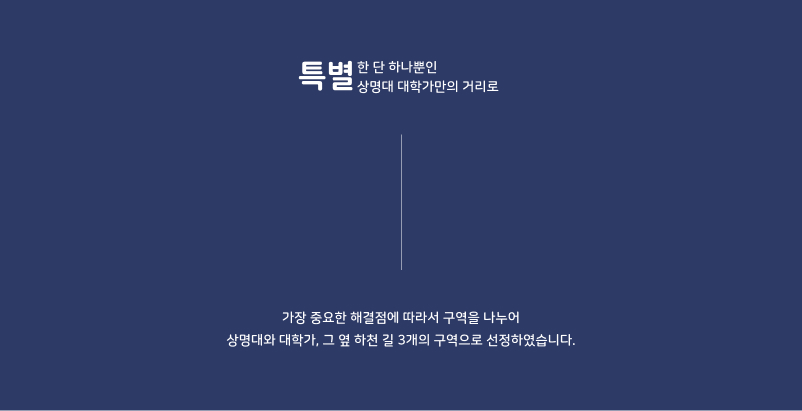 특별한 단 하나뿐인
상명대 대학가만의 거리로
가장 중요한 해결점에 따라서 구역을 나누어
상명대와 대학가, 그 옆 하천 길 3개의 구역으로 선정하였습니다.